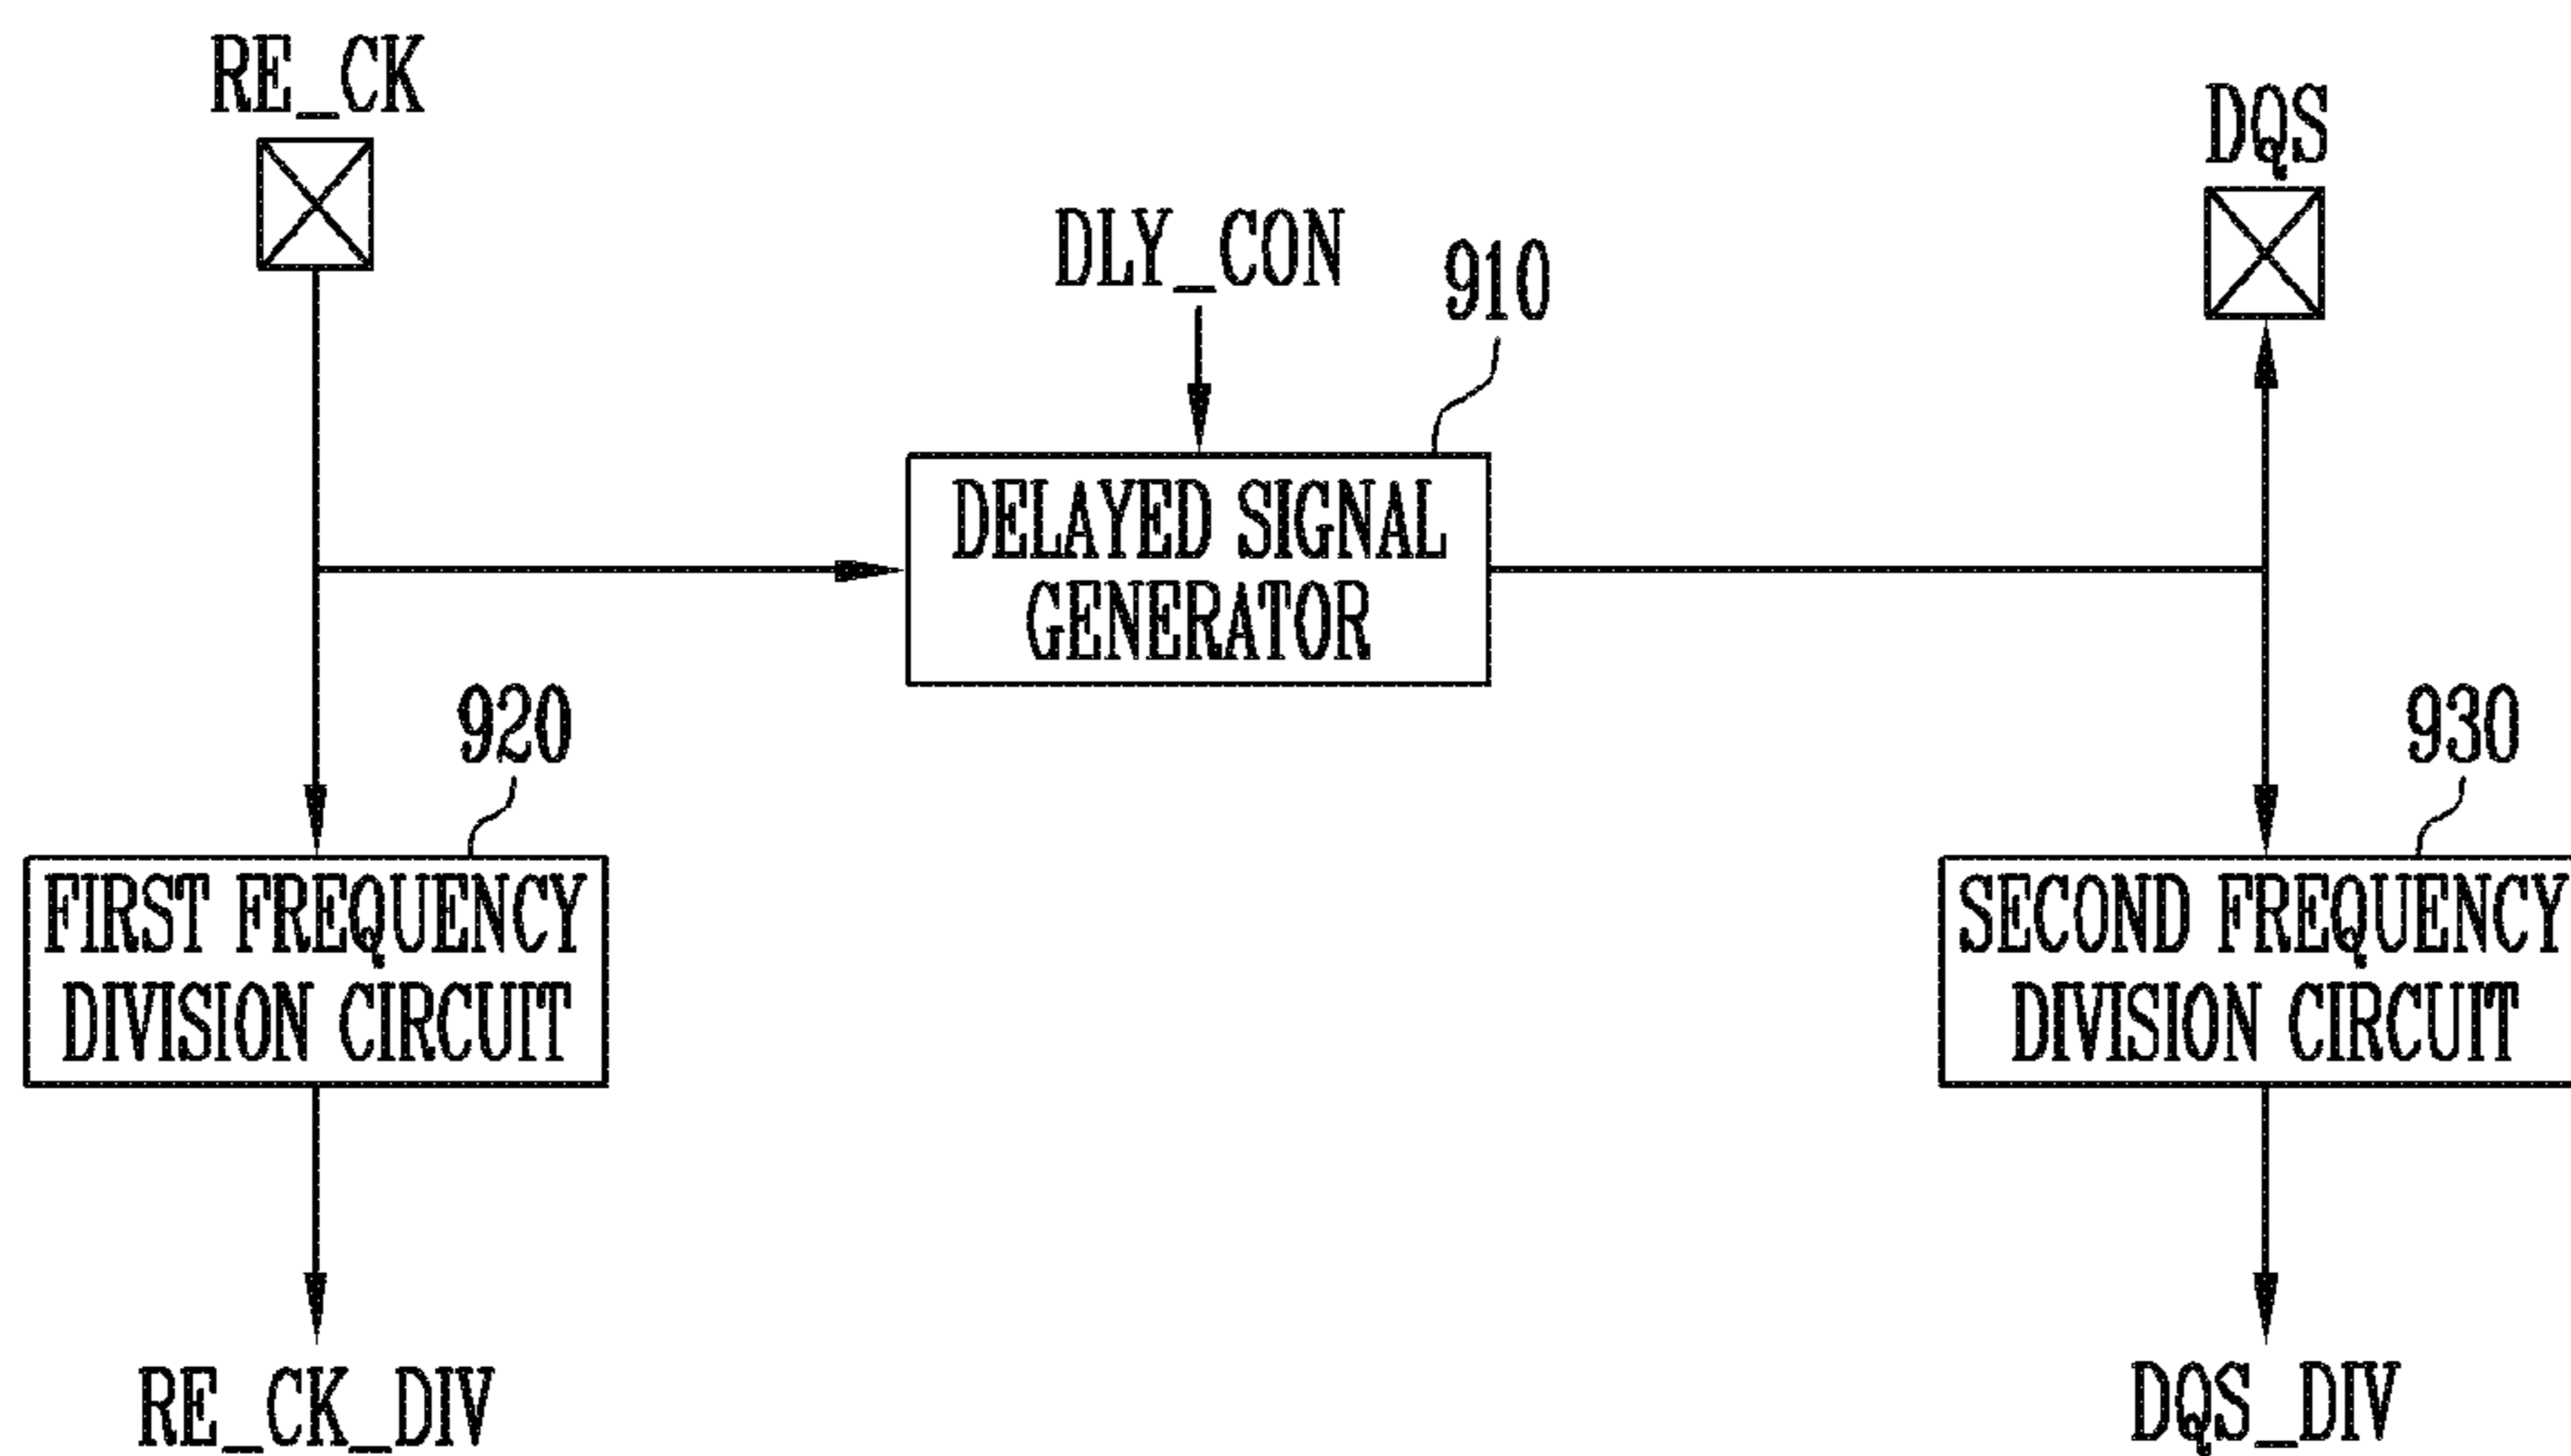 RE_CK
DQS
DLY_CON
910
DELAYED SIGNAL
GENERATOR
920
930
FIRST FREQUENCY
DIVISION CIRCUIT
SECOND FREQUENCY
DIVISION CIRCUIT
RE_CK_DIV
DQS_DIV